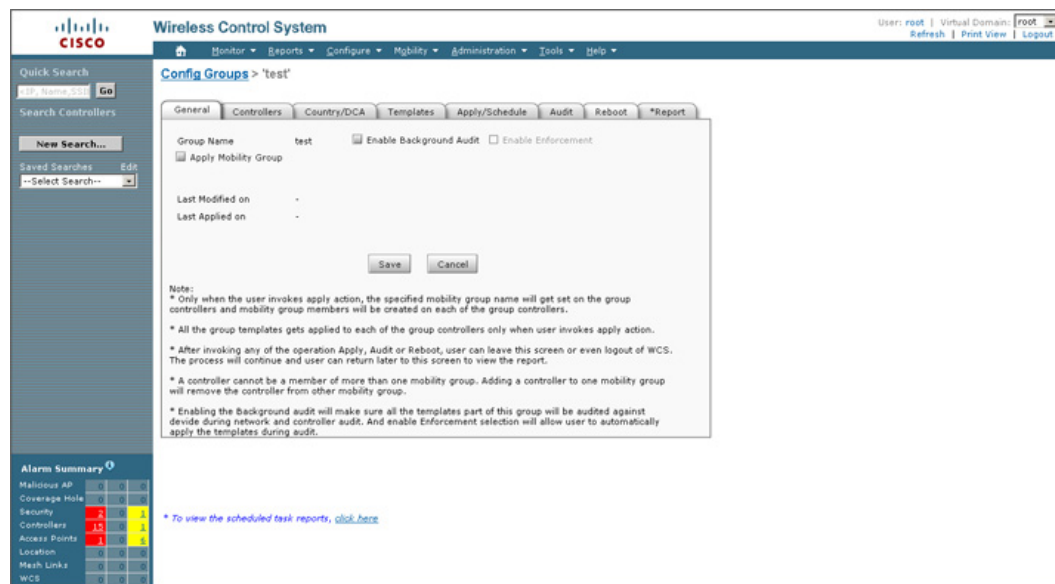 CISCO
Wireless Control System
User: root | Virtual Domain: root
Refresh | Print View | Logout
Monitor Reports Configure Mobility Administration Tools Help
Quick Search
<IP, Name,SSI Go
Search Controllers
New Search...
Saved Searches Edit
--Select Search--
Config Groups > 'test'
General Controllers Country/DCA Templates Apply/Schedule Audit Reboot *Report
Group Name test Enable Background Audit Enable Enforcement
Apply Mobility Group
Last Modified on -
Last Applied on -
Save Cancel
Note:
* Only when the user invokes apply action, the specified mobility group name will get set on the group
controllers and mobility group members will be created on each of the group controllers.
* All the group templates gets applied to each of the group controllers only when user invokes apply action.
* After invoking any of the operation Apply, Audit or Reboot, user can leave this screen or even logout of WCS.
The process will continue and user can return later to this screen to view the report.
* A controller cannot be a member of more than one mobility group. Adding a controller to one mobility group
will remove the controller from other mobility group.
* Enabling the Background audit will make sure all the templates part of this group will be audited against
devide during network and controller audit. And enable Enforcement selection will allow user to automatically
apply the templates during audit.
* To view the scheduled task reports, click here
Alarm Summary
Malicious AP 0 0 0
Coverage Hole 0 0 0
Security 2 0 1
Controllers 15 0 1
Access Points 1 0 6
Location 0 0 0
Mesh Links 0 0 0
WCS 0 0 0